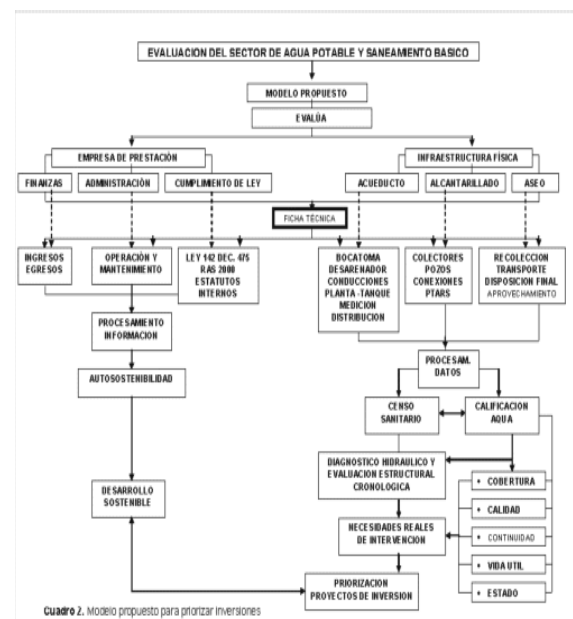 EVALUACION DEL SECTOR DE AGUA POTABLE Y SANEAMIENTO BASICO
MODELO PROPUESTO
EVALÚA
EMPRESA DE PRESTACIÓN
INFRAESTRUCTURA FÍSICA
FINANZAS
ADMINISTRACIÓN
CUMPLIMIENTO DE LEY
ACUEDUCTO
ALCANTARILLADO
ASEO
FICHA TÉCNICA
INGRESOS
EGRESOS
OPERACIÓN Y
MANTENIMIENTO
LEY 142 DEC. 475
RAS 2000
ESTATUTOS
INTERNOS
BOCATOMA
DESARENADOR
CONDUCCIONES
PLANTA -TANQUE
MEDICION
DISTRIBUCION
COLECTORES
POZOS
CONEXIONES
PTARS
RECOLECCION
TRANSPORTE
DISPOSICION FINAL
APROVECHAMIENTO
PROCESAMIENTO
INFORMACION
PROCESAM.
DATOS
AUTOSOSTENIBILIDAD
CENSO
SANITARIO
CALIFICACION
AQUA
DIAGNOSTICO HIDRAULICO Y
EVALUACION ESTRUCTURAL
CRONOLOGICA
DESARROLLO
SOSTENIBLE
NECESIDADES REALES
DE INTERVENCION
• COBERTURA
• CALIDAD
• CONTINUIDAD
• VIDA UTIL
• ESTADO
PRIORIZACION
PROYECTOS DE INVERSION
Cuadro 2. Modelo propuesto para priorizar inversiones